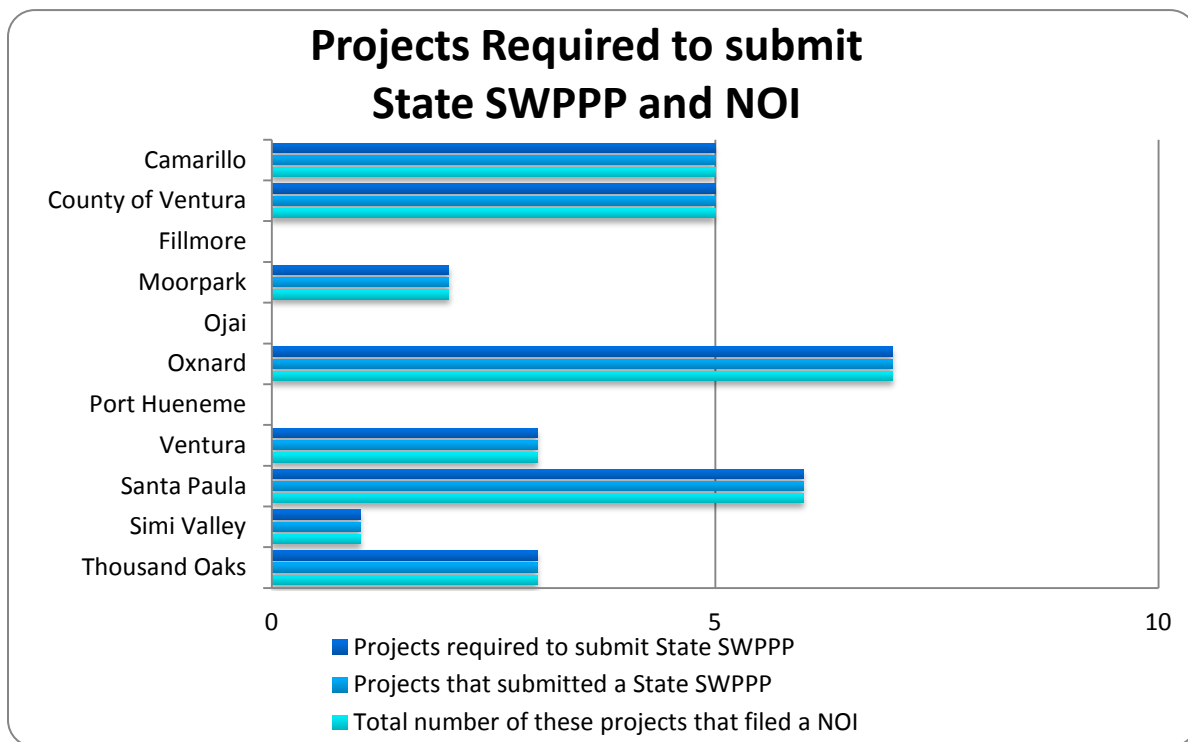 Projects Required to submit
State SWPPP and NOI
Camarillo
County of Ventura
Fillmore
Moorpark
Ojai
Oxnard
Port Hueneme
Ventura
Santa Paula
Simi Valley
Thousand Oaks
0 5 10
Projects required to submit State SWPPP
Projects that submitted a State SWPPP
Total number of these projects that filed a NOI